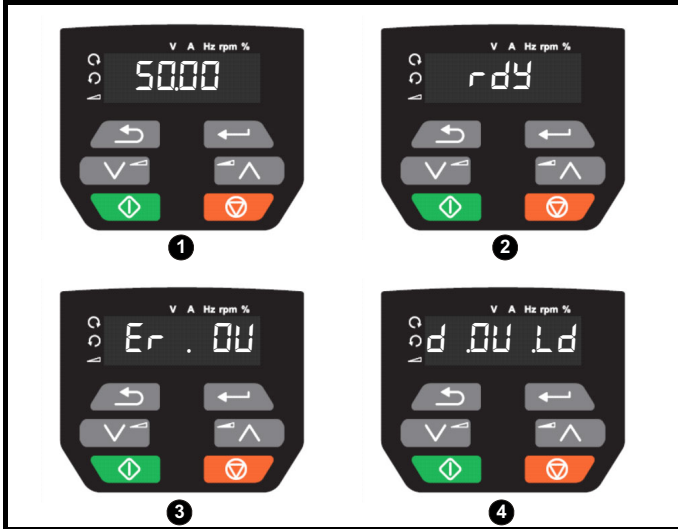 V A Hz rpm %
50.00
1
V A Hz rpm %
rdy
2
V A Hz rpm %
Er . OU
3
V A Hz rpm %
d .OU .Ld
4